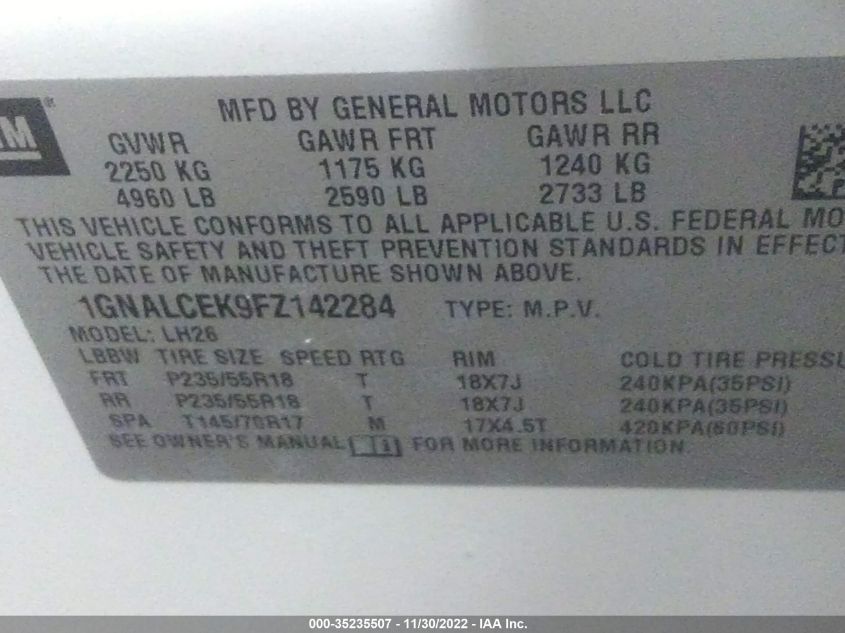 GM®
MFD BY GENERAL MOTORS LLC
GVWR GAWR FRT GAWR RR
2250 KG 1175 KG 1240 KG
4960 LB 2590 LB 2733 LB
THIS VEHICLE CONFORMS TO ALL APPLICABLE U.S. FEDERAL MO
VEHICLE SAFETY AND THEFT PREVENTION STANDARDS IN EFFECT
THE DATE OF MANUFACTURE SHOWN ABOVE.
1GNALCEK9FZ142284 TYPE: M.P.V.
MODEL: LH26
LBBW TIRE SIZE SPEED RTG RIM COLD TIRE PRESSU
FRT P235/55R18 T 18X7J 240KPA(35PSI)
RR P235/55R18 T 18X7J 240KPA(35PSI)
SPA T145/70R17 M 17X4.5T 420KPA(60PSI)
SEE OWNER'S MANUAL FOR MORE INFORMATION.
000-35235507 - 11/30/2022 - IAA Inc.